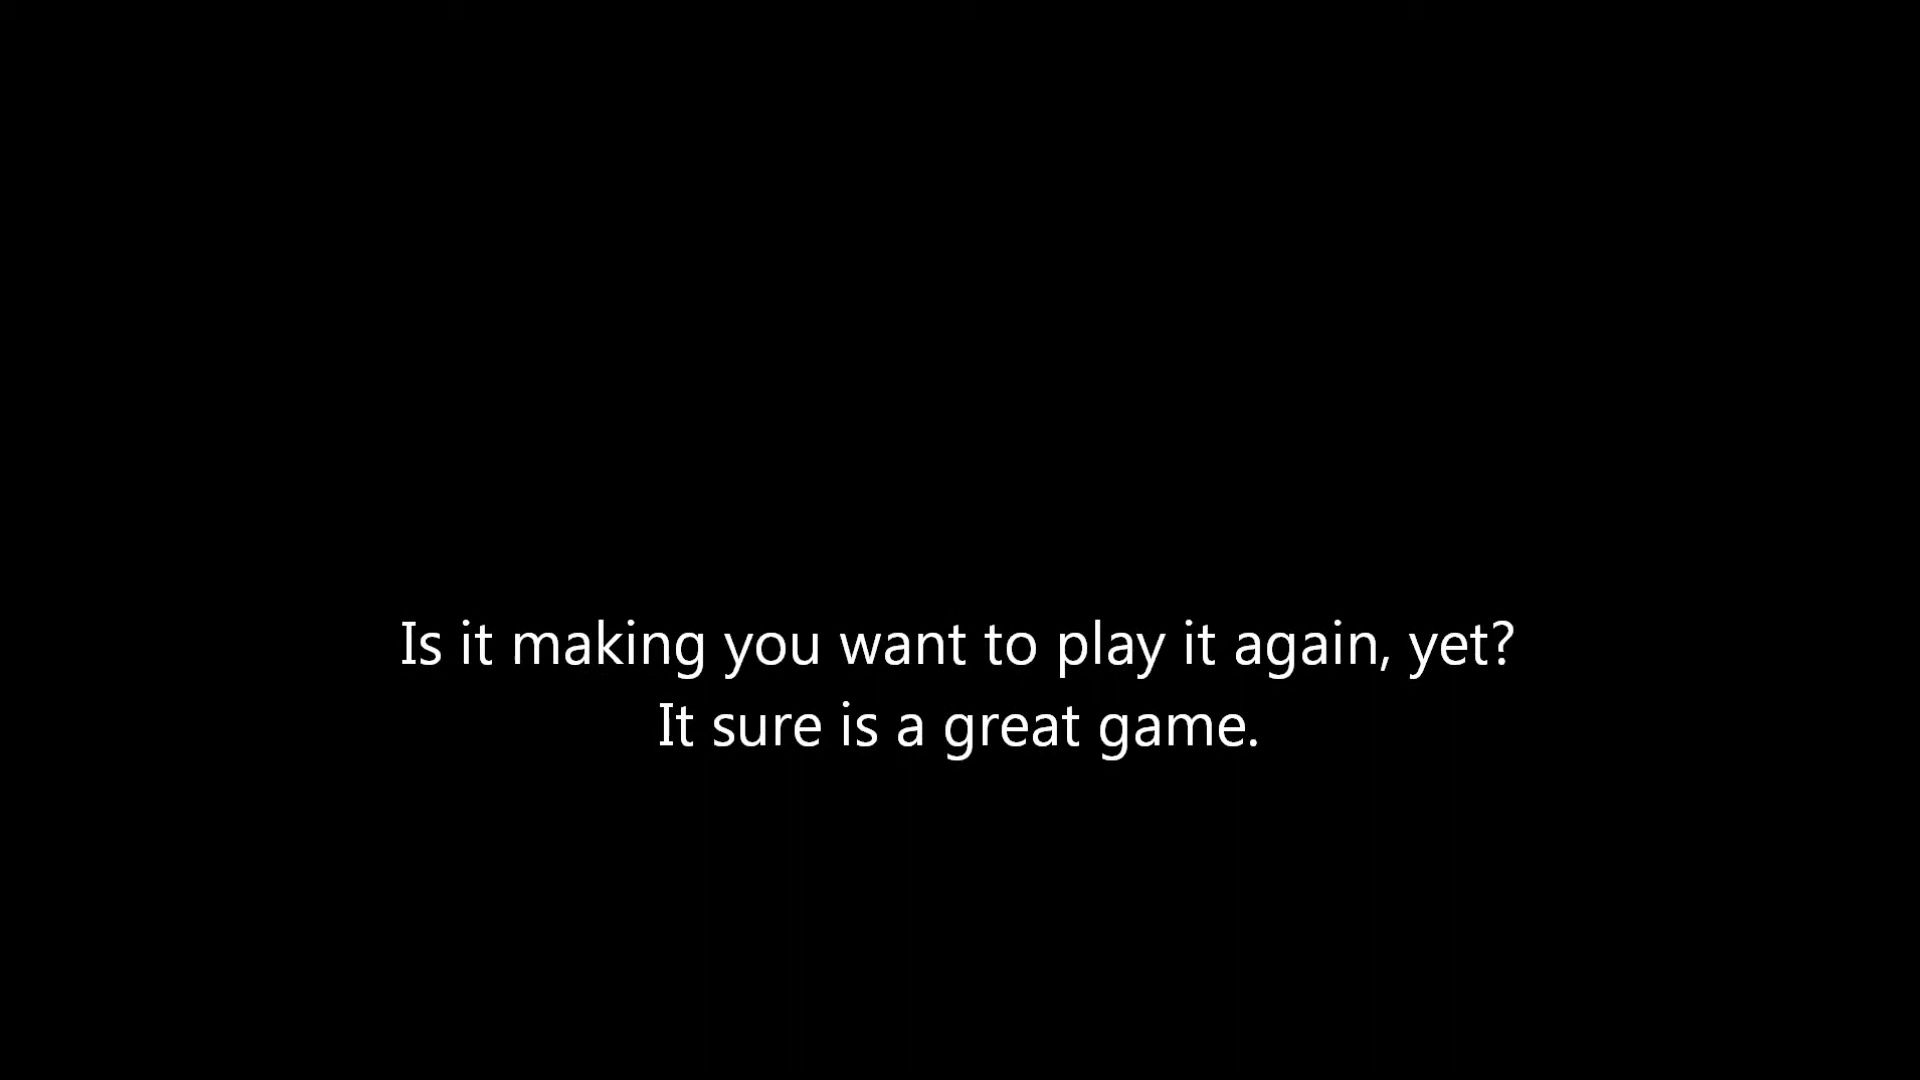 Is it making you want to play it again, yet?
It sure is a great game.